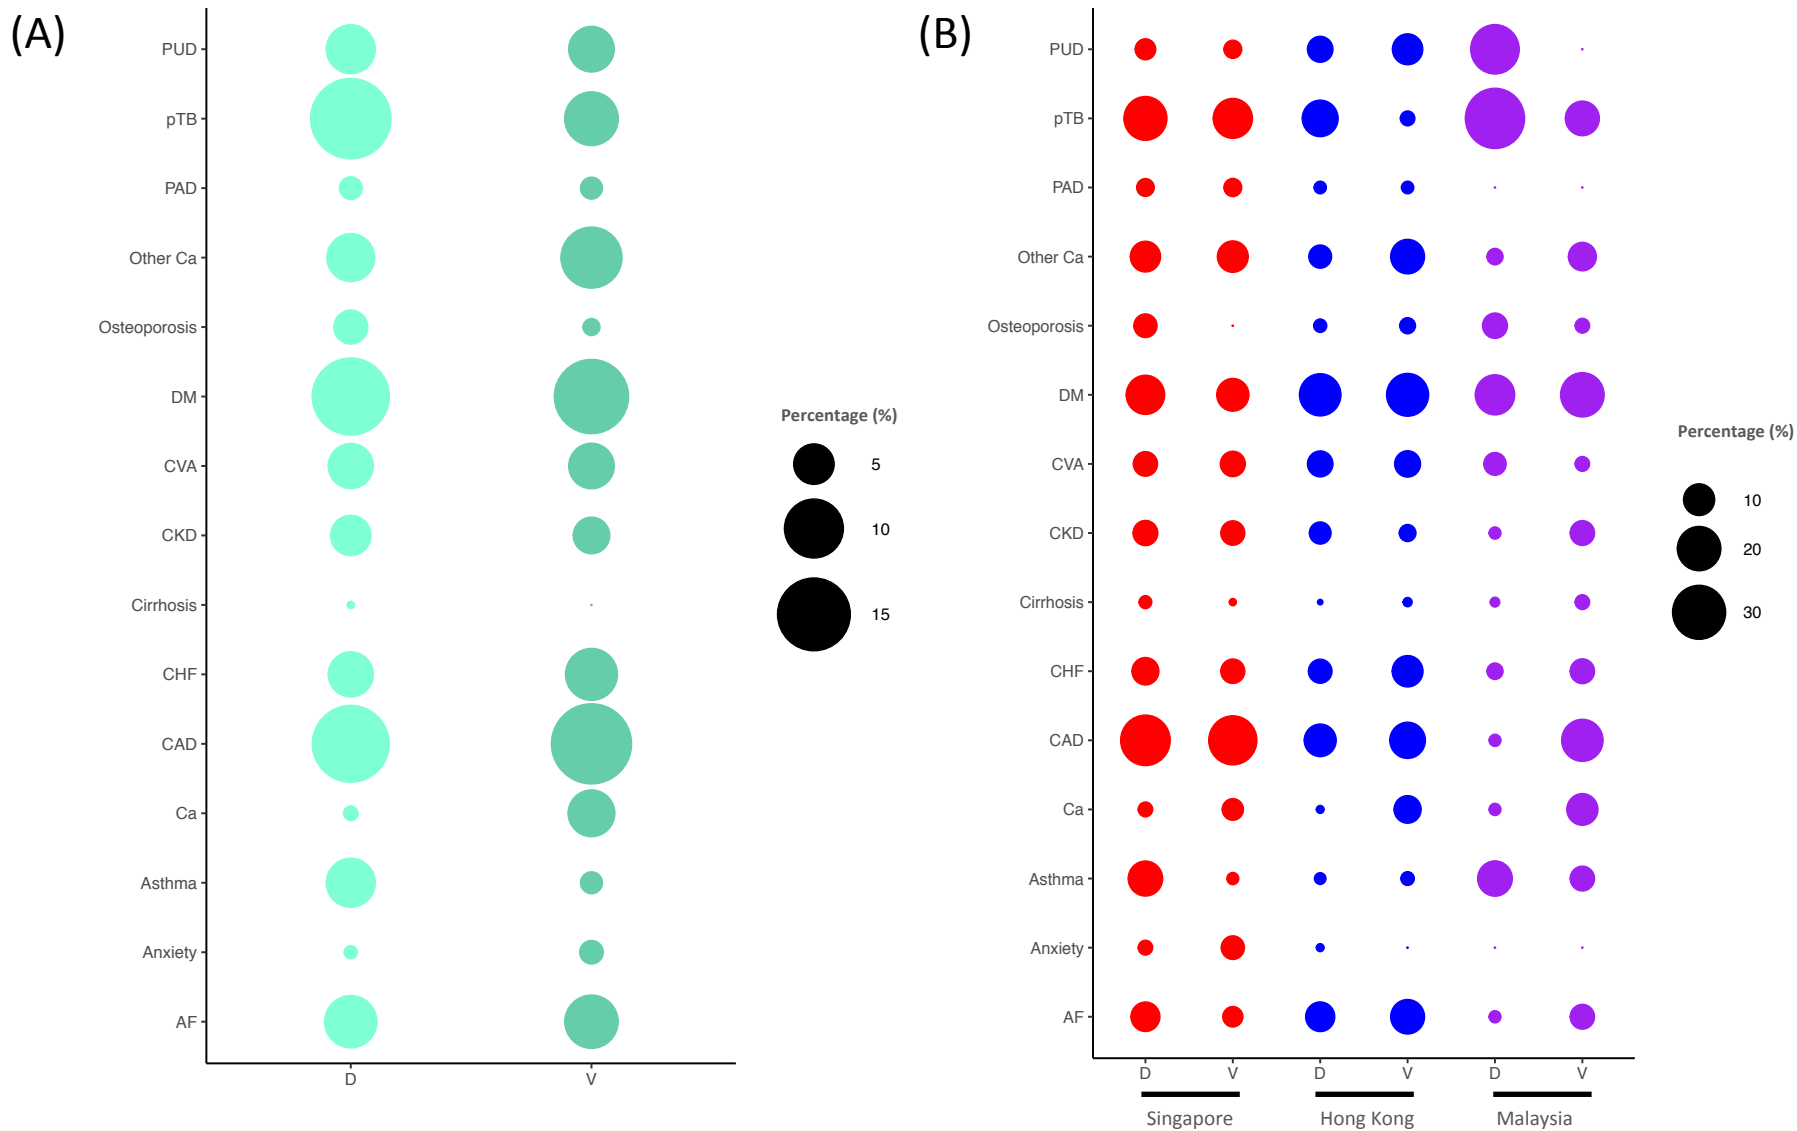 (A)
PUD
pTB
PAD
Other Ca
Osteoporosis
DM
CVA
CKD
Cirrhosis
CHF
CAD
Ca
Asthma
Anxiety
AF
D V
Percentage (%)
5
10
15
(B)
PUD
pTB
PAD
Other Ca
Osteoporosis
DM
CVA
CKD
Cirrhosis
CHF
CAD
Ca
Asthma
Anxiety
AF
D V D V D V
Singapore Hong Kong Malaysia
Percentage (%)
10
20
30